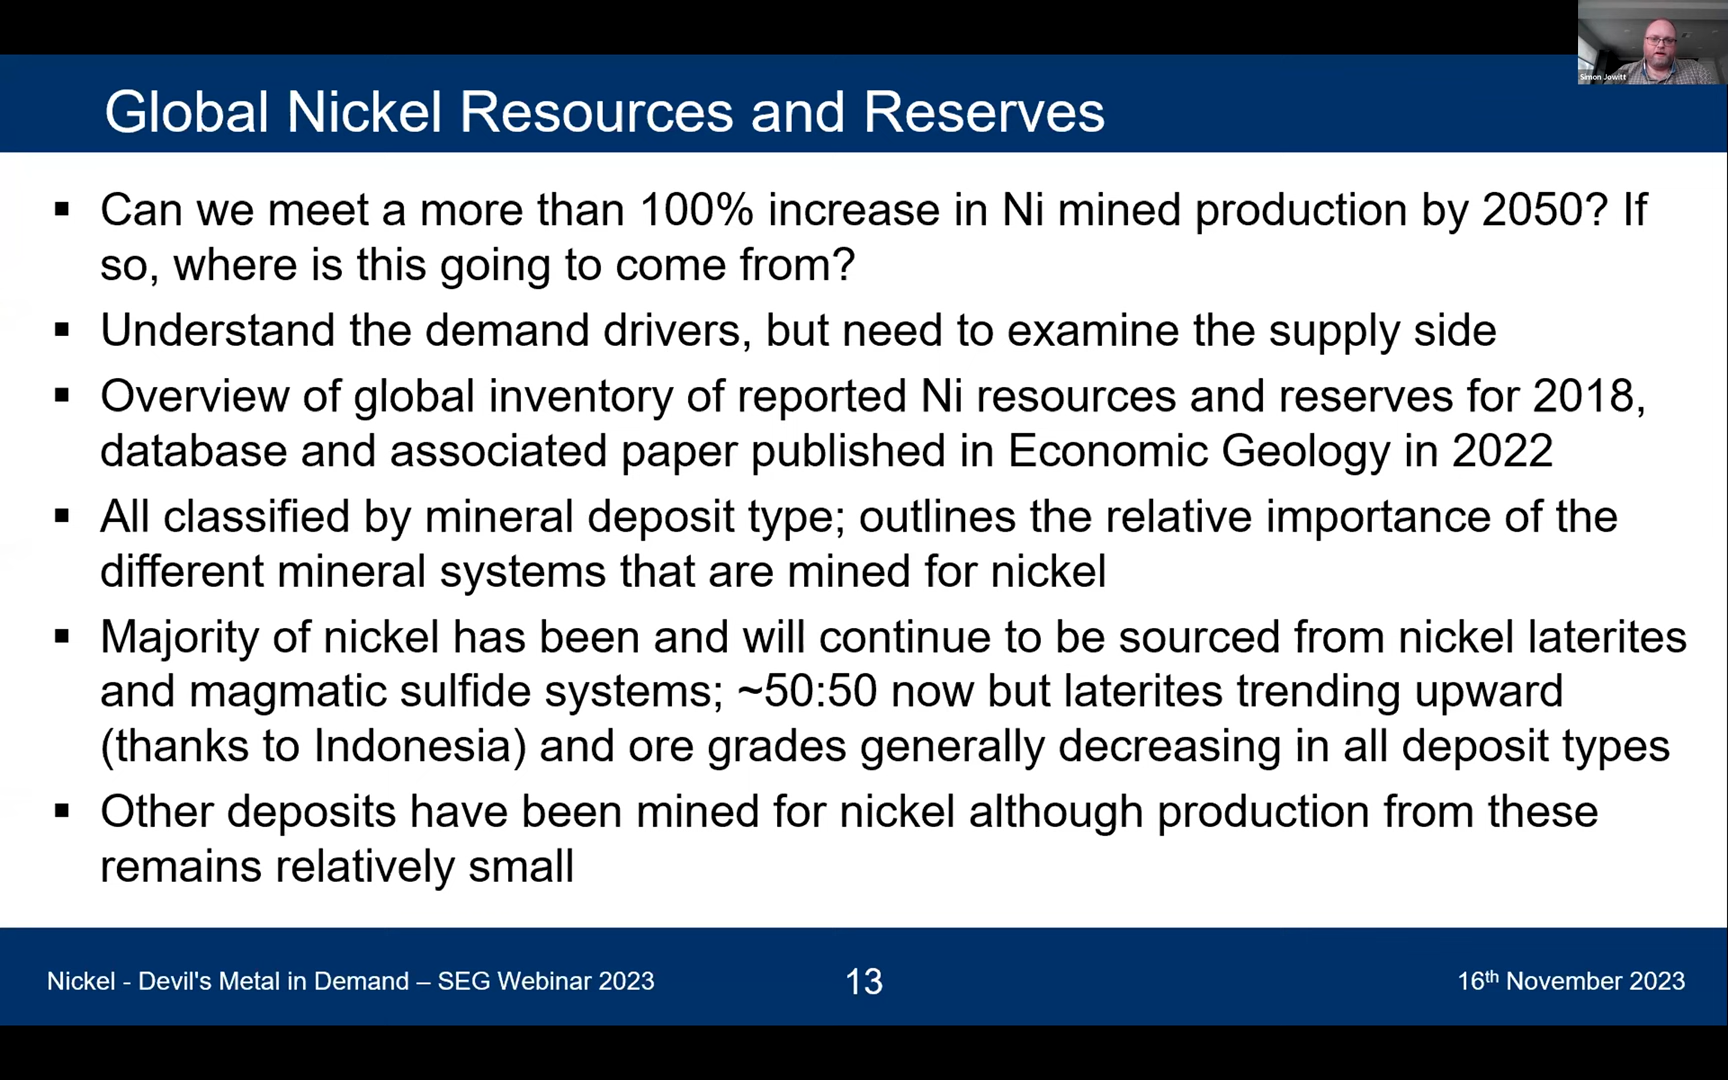 Simon Jowitt
Global Nickel Resources and Reserves
▪ Can we meet a more than 100% increase in Ni mined production by 2050? If
so, where is this going to come from?
▪ Understand the demand drivers, but need to examine the supply side
▪ Overview of global inventory of reported Ni resources and reserves for 2018,
database and associated paper published in Economic Geology in 2022
▪ All classified by mineral deposit type; outlines the relative importance of the
different mineral systems that are mined for nickel
▪ Majority of nickel has been and will continue to be sourced from nickel laterites
and magmatic sulfide systems; ~50:50 now but laterites trending upward
(thanks to Indonesia) and ore grades generally decreasing in all deposit types
▪ Other deposits have been mined for nickel although production from these
remains relatively small
Nickel - Devil's Metal in Demand – SEG Webinar 2023
13
16th November 2023